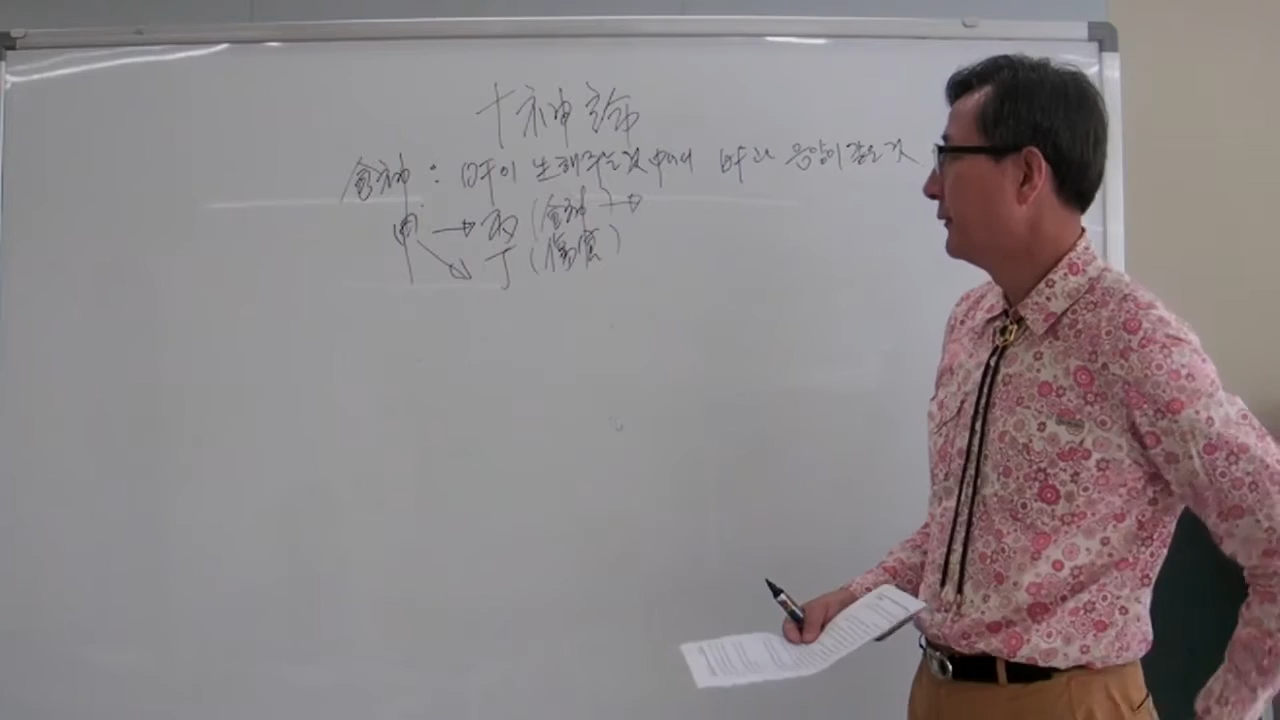 十神論
食神 : 日干이 生해주는 것 中에서 日干과 음양이 같은 것
甲 → 丙 (食神) →
丁 (傷官)